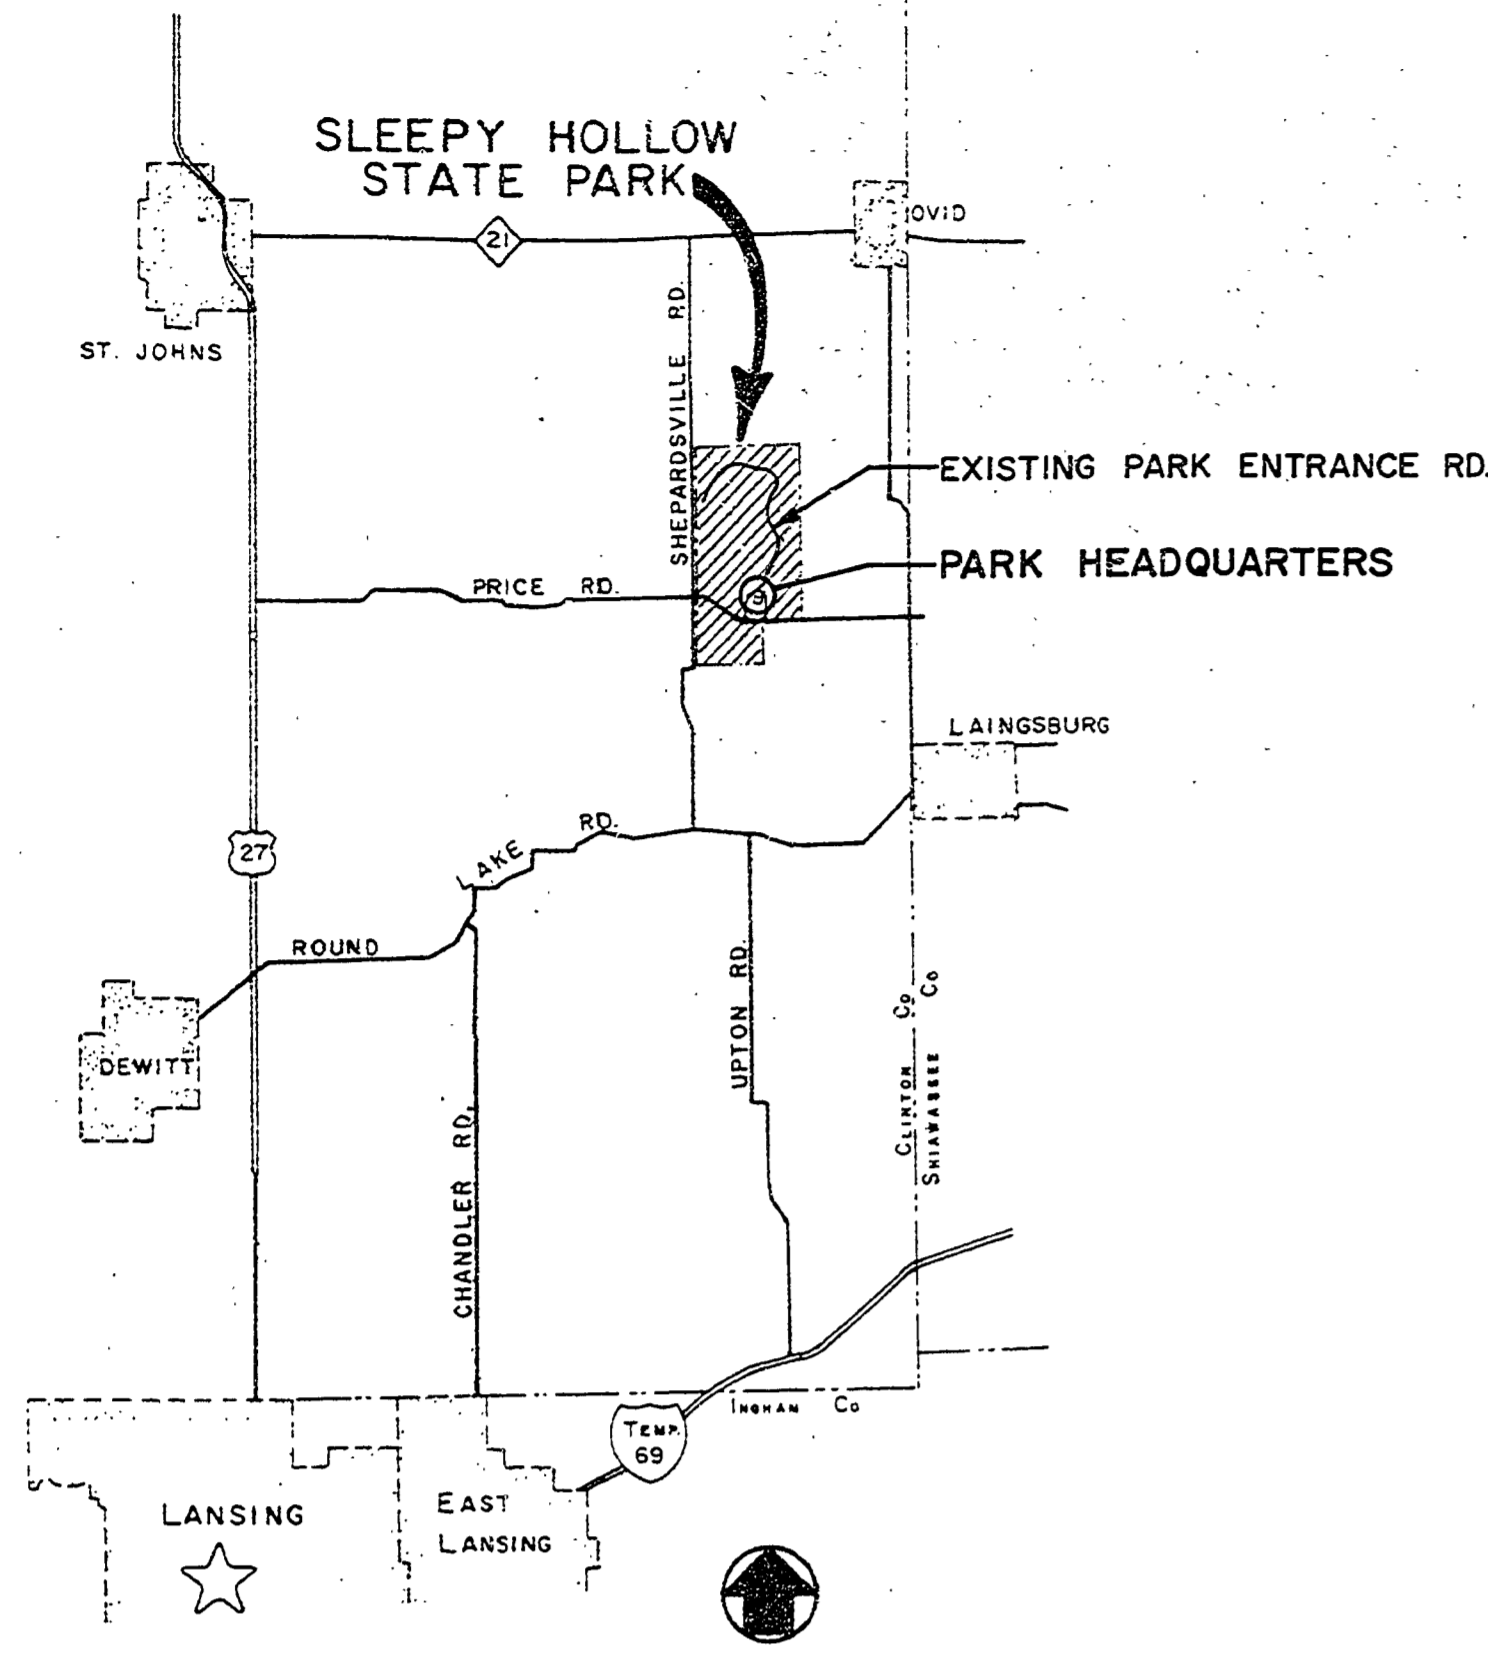 SLEEPY HOLLOW
STATE PARK
21
OVID
ST. JOHNS
SHEPARDSVILLE RD.
EXISTING PARK ENTRANCE RD.
PARK HEADQUARTERS
PRICE RD.
9
LAINGSBURG
27
ROUND LAKE RD.
DEWITT
UPTON RD.
CHANDLER RD.
CLINTON CO
SHIAWASSEE CO
INGHAM CO
TEMP.
69
LANSING
EAST
LANSING